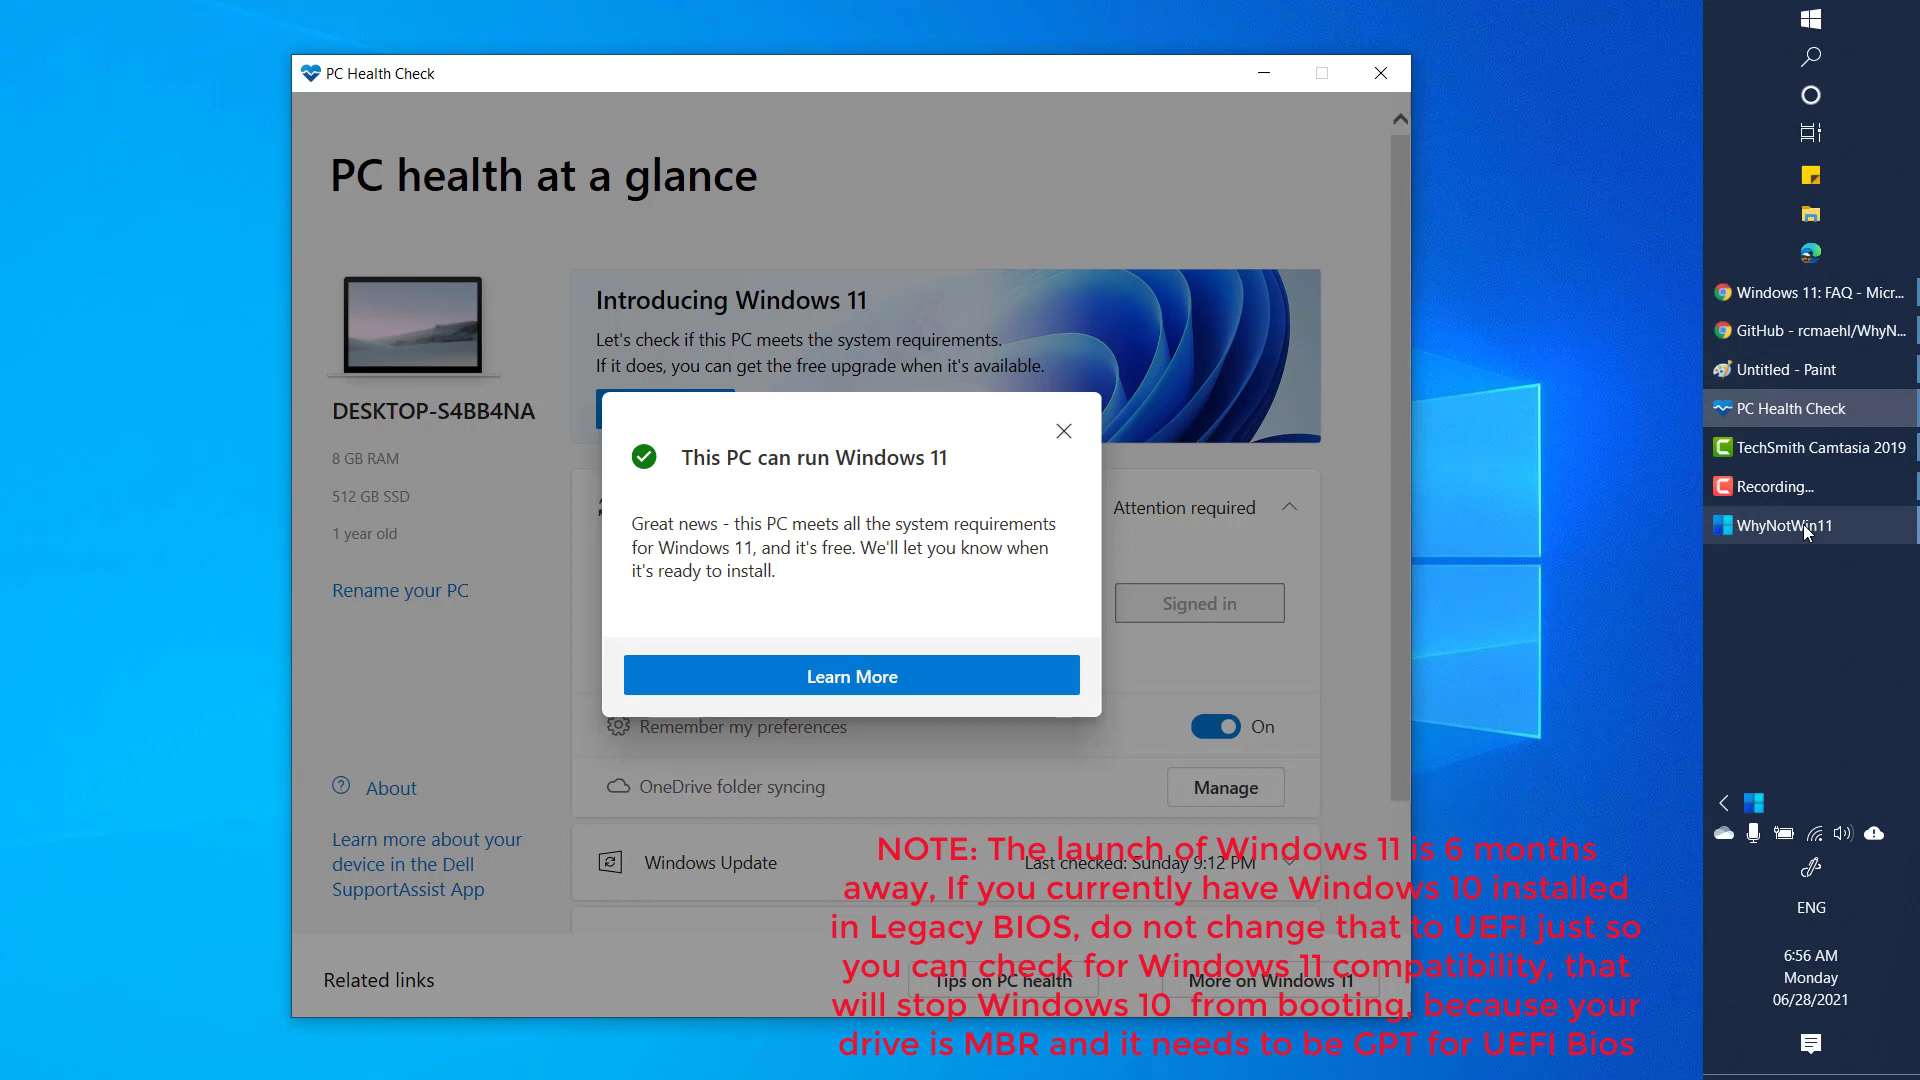 PC Health Check
PC health at a glance
DESKTOP-S4BB4NA
8 GB RAM
512 GB SSD
1 year old
Rename your PC
About
Learn more about your
device in the Dell
SupportAssist App
Introducing Windows 11
Let's check if this PC meets the system requirements.
If it does, you can get the free upgrade when it's available.
This PC can run Windows 11
Great news - this PC meets all the system requirements
for Windows 11, and it's free. We'll let you know when
it's ready to install.
Learn More
Attention required
Signed in
Remember my preferences
On
OneDrive folder syncing
Manage
Windows Update
Last checked: Sunday 9:12 PM
Related links
Tips on PC health
More on Windows 11
NOTE: The launch of Windows 11 is 6 months
away, If you currently have Windows 10 installed
in Legacy BIOS, do not change that to UEFI just so
you can check for Windows 11 compatibility, that
will stop Windows 10 from booting, because your
drive is MBR and it needs to be GPT for UEFI Bios
Windows 11: FAQ - Micr...
GitHub - rcmaehl/WhyN...
Untitled - Paint
PC Health Check
TechSmith Camtasia 2019
Recording...
WhyNotWin11
ENG
6:56 AM
Monday
06/28/2021